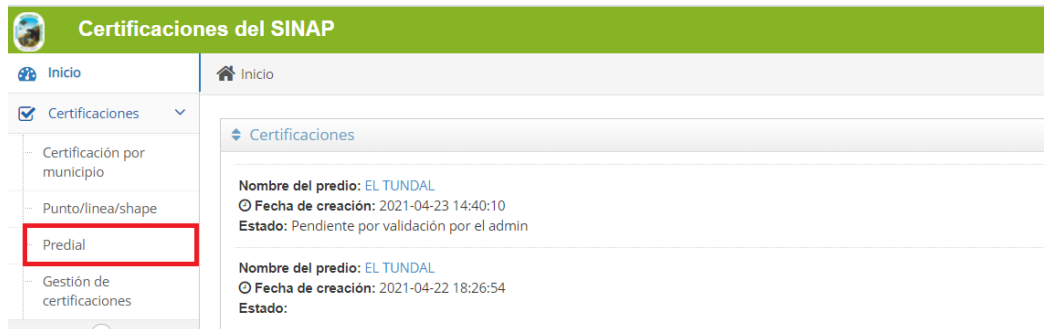 Certificaciones del SINAP
Inicio
Certificaciones
Certificación por
municipio
Punto/linea/shape
Predial
Gestión de
certificaciones
Inicio
Certificaciones
Nombre del predio: EL TUNDAL
Fecha de creación: 2021-04-23 14:40:10
Estado: Pendiente por validación por el admin
Nombre del predio: EL TUNDAL
Fecha de creación: 2021-04-22 18:26:54
Estado: